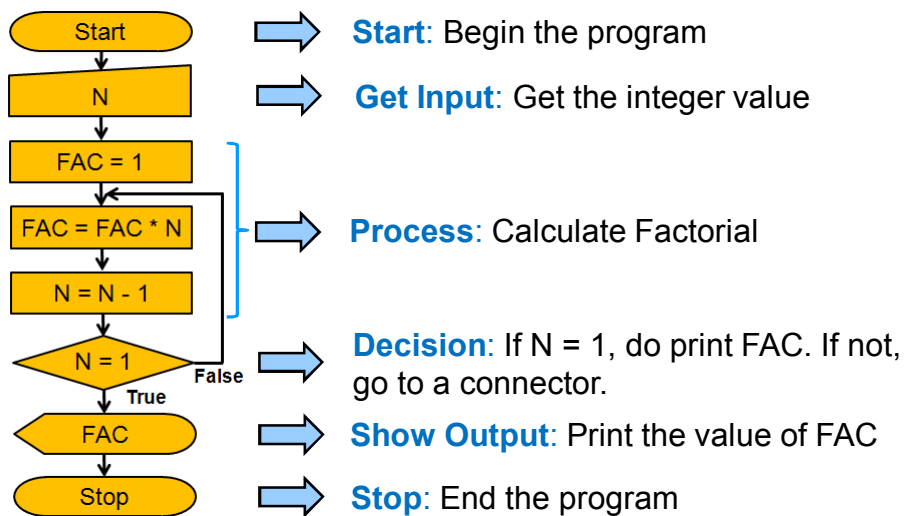 Start
Start: Begin the program
N
Get Input: Get the integer value
FAC = 1
FAC = FAC * N
Process: Calculate Factorial
N = N - 1
N = 1
False
True
Decision: If N = 1, do print FAC. If not,
go to a connector.
FAC
Show Output: Print the value of FAC
Stop
Stop: End the program